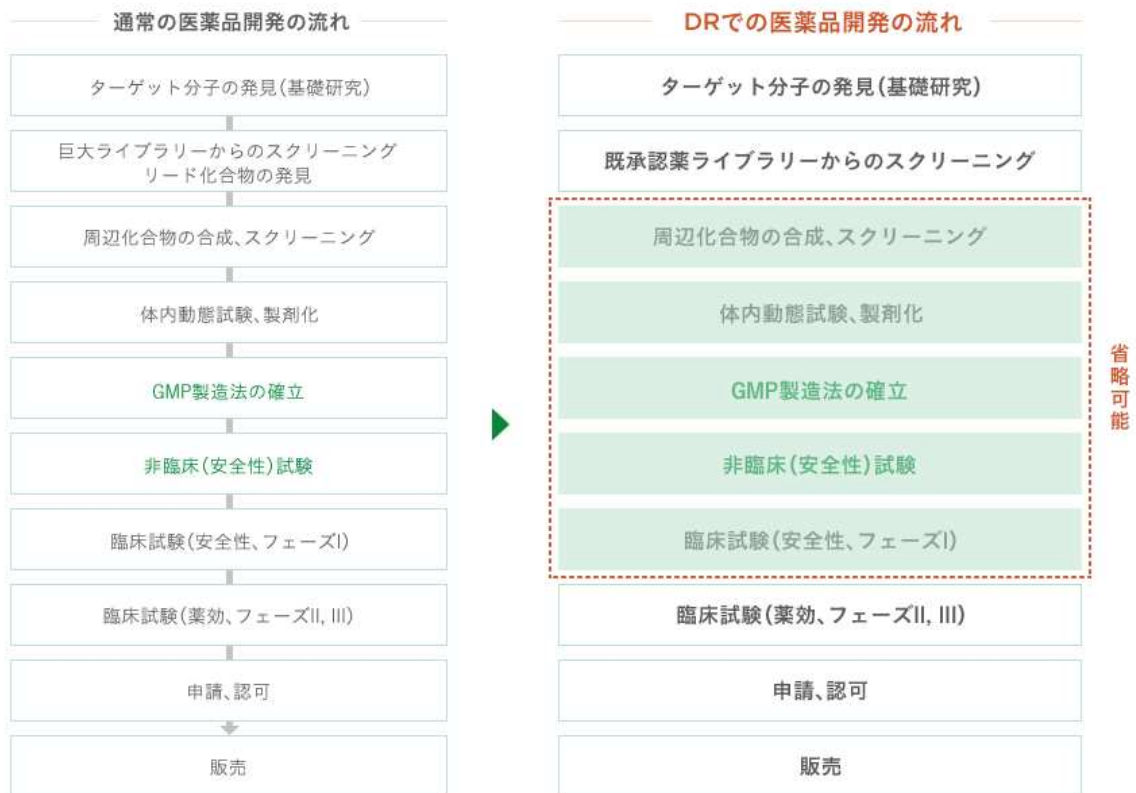 通常の医薬品開発の流れ
ターゲット分子の発見(基礎研究)
巨大ライブラリーからのスクリーニング
リード化合物の発見
周辺化合物の合成、スクリーニング
体内動態試験、製剤化
GMP製造法の確立
非臨床(安全性)試験
臨床試験(安全性、フェーズI)
臨床試験(薬効、フェーズII, III)
申請、認可
販売
DRでの医薬品開発の流れ
ターゲット分子の発見(基礎研究)
既承認薬ライブラリーからのスクリーニング
周辺化合物の合成、スクリーニング
体内動態試験、製剤化
GMP製造法の確立
非臨床(安全性)試験
臨床試験(安全性、フェーズI)
臨床試験(薬効、フェーズII, III)
申請、認可
販売
省略可能